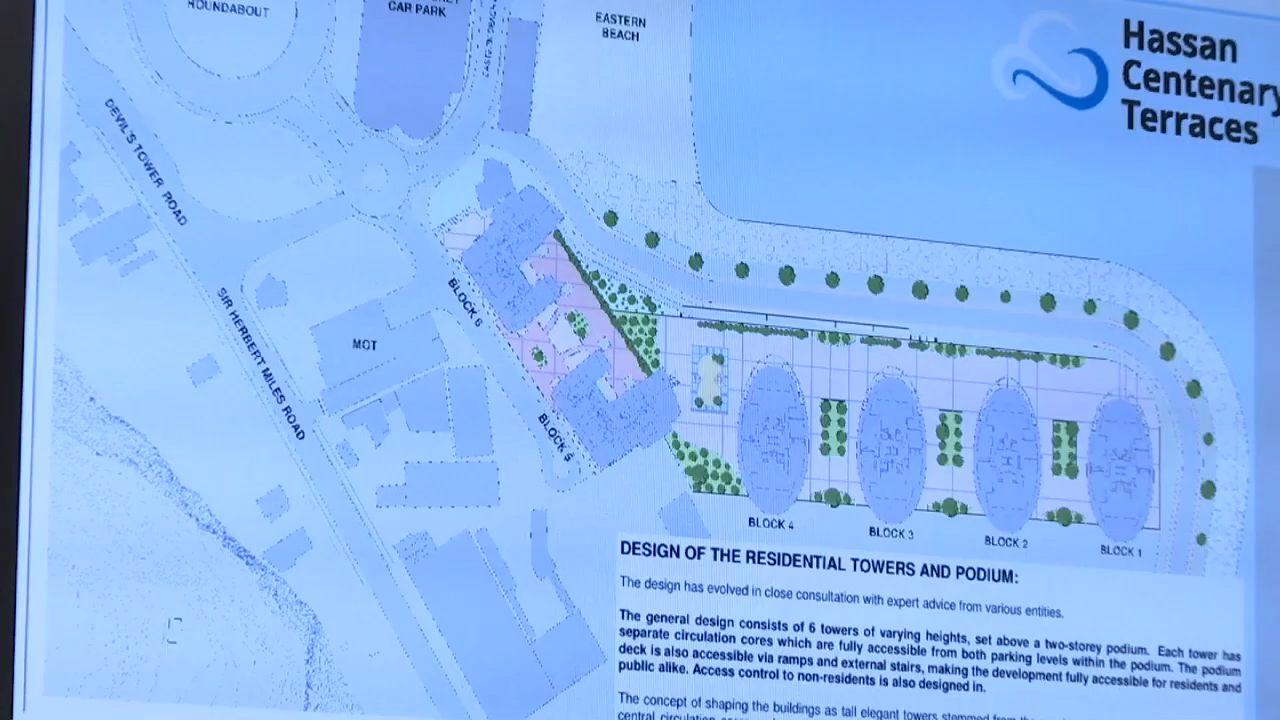 ROUNDABOUT
CAR PARK
EASTERN
BEACH
Hassan
Centenary
Terraces
DEVIL'S TOWER ROAD
SIR HERBERT MILES ROAD
MOT
BLOCK 6
BLOCK 5
BLOCK 4
BLOCK 3
BLOCK 2
BLOCK 1
DESIGN OF THE RESIDENTIAL TOWERS AND PODIUM:
The design has evolved in close consultation with expert advice from various entities.
The general design consists of 6 towers of varying heights, set above a two-storey podium. Each tower has
separate circulation cores which are fully accessible from both parking levels within the podium. The podium
deck is also accessible via ramps and external stairs, making the development fully accessible for residents and
public alike. Access control to non-residents is also designed in.
The concept of shaping the buildings as tall elegant towers stemmed from
central circulation